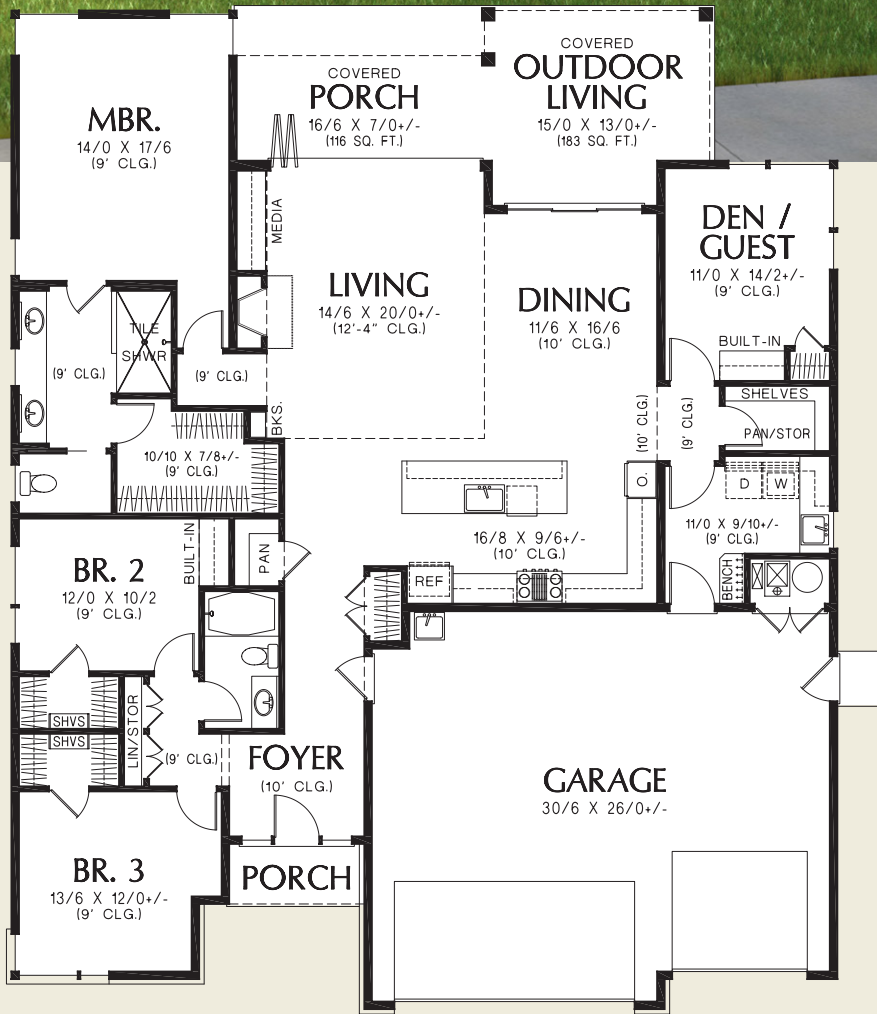 MBR.
14/0 X 17/6
(9' CLG.)
COVERED
PORCH
16/6 X 7/0+/-
(116 SQ. FT.)
COVERED
OUTDOOR
LIVING
15/0 X 13/0+/-
(183 SQ. FT.)
MEDIA
LIVING
14/6 X 20/0+/-
(12'-4" CLG.)
DINING
11/6 X 16/6
(10' CLG.)
DEN /
GUEST
11/0 X 14/2+/-
(9' CLG.)
BUILT-IN
TILE
SHWR
(9' CLG.)
(9' CLG.)
BKS.
10/10 X 7/8+/-
(9' CLG.)
(10' CLG.)
(9' CLG.)
SHELVES
PAN/STOR
O.
D
W
11/0 X 9/10+/-
(9' CLG.)
BENCH
16/8 X 9/6+/-
(10' CLG.)
REF
BUILT-IN
PAN
BR. 2
12/0 X 10/2
(9' CLG.)
SHVS
SHVS
LIN/STOR
(9' CLG.)
FOYER
(10' CLG.)
GARAGE
30/6 X 26/0+/-
BR. 3
13/6 X 12/0+/-
(9' CLG.)
PORCH